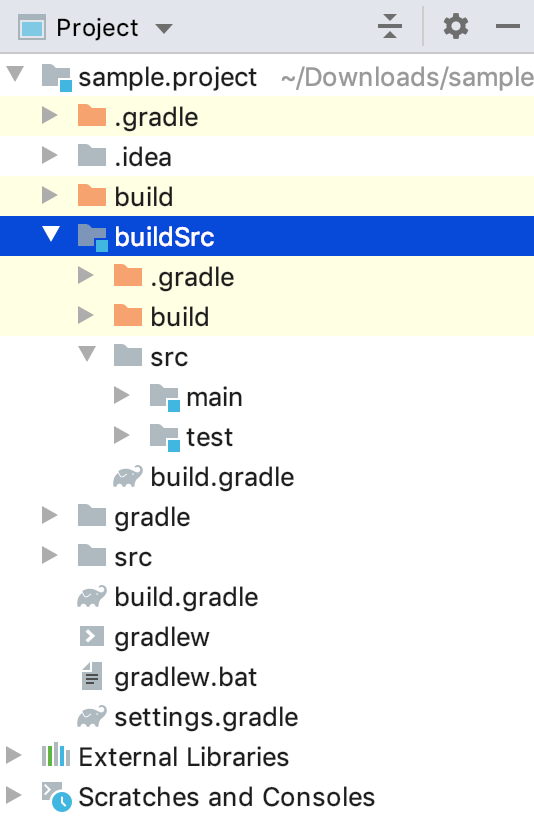 Project
sample.project ~/Downloads/sample
.gradle
.idea
build
buildSrc
.gradle
build
src
main
test
build.gradle
gradle
src
build.gradle
gradlew
gradlew.bat
settings.gradle
External Libraries
Scratches and Consoles